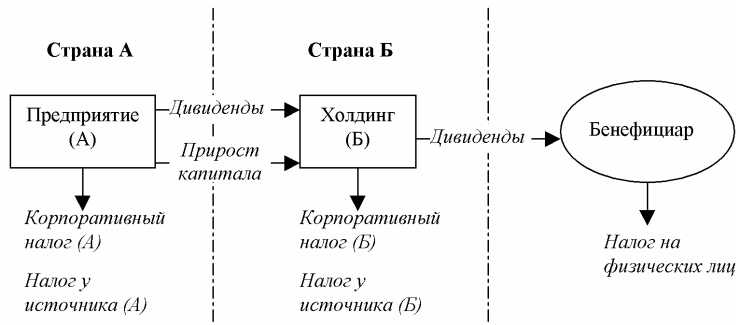 Страна А
Страна Б
Предприятие
(А)
Дивиденды
Прирост
капитала
Холдинг
(Б)
Дивиденды
Бенефициар
Корпоративный
налог (А)
Налог у
источника (А)
Корпоративный
налог (Б)
Налог у
источника (Б)
Налог на
физических лиц